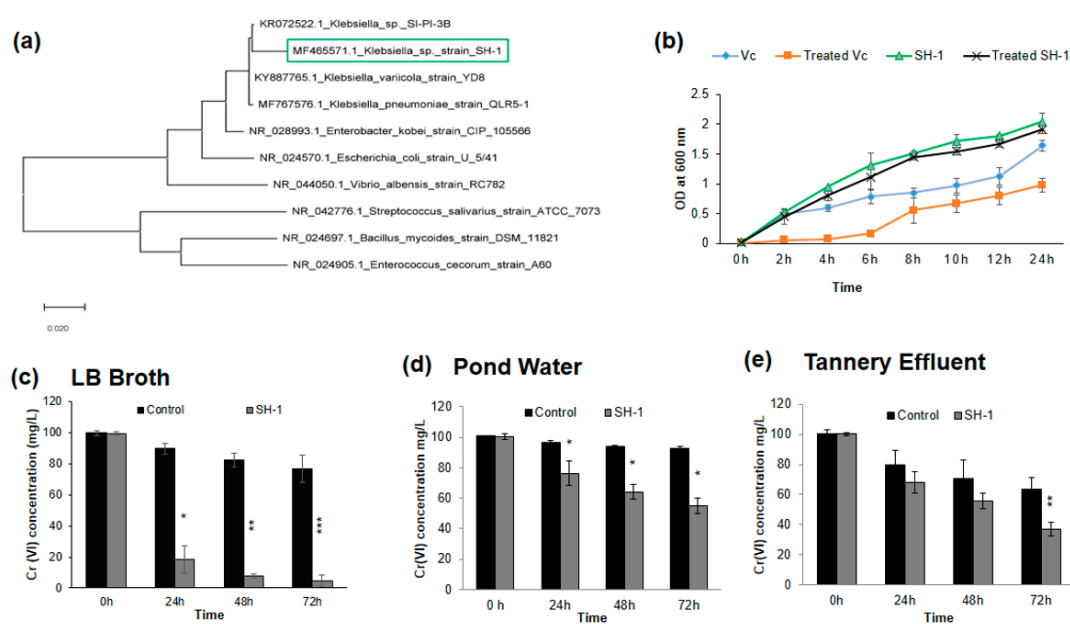 (a)
KR072522.1_Klebsiella_sp._SI-PI-3B
MF465571.1_Klebsiella_sp._strain_SH-1
KY887765.1_Klebsiella_variicola_strain_YD8
MF767576.1_Klebsiella_pneumoniae_strain_QLR5-1
NR_028993.1_Enterobacter_kobei_strain_CIP_105566
NR_024570.1_Escherichia_coli_strain_U_5/41
NR_044050.1_Vibrio_albensis_strain_RC782
NR_042776.1_Streptococcus_salivarius_strain_ATCC_7073
NR_024697.1_Bacillus_mycoides_strain_DSM_11821
NR_024905.1_Enterococcus_cecorum_strain_A60
0.020
(b)
Vc Treated Vc SH-1 Treated SH-1
OD at 600 nm
2.5
2
1.5
1
0.5
0
0h 2h 4h 6h 8h 10h 12h 24h
Time
(c) LB Broth
Control SH-1
Cr (VI) concentration (mg/L)
120
100
80
60
40
20
0
* ** ***
0h 24h 48h 72h
Time
(d) Pond Water
Control SH-1
Cr(VI) concentration mg/L
120
100
80
60
40
20
0
* * *
0 h 24h 48h 72h
Time
(e) Tannery Effluent
Control SH-1
Cr(VI) concentration mg/L
120
100
80
60
40
20
0
**
0h 24h 48h 72h
Time